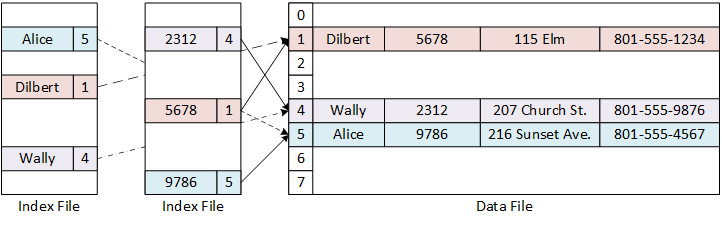 0
Alice 5 2312 4 1 Dilbert 5678 115 Elm 801-555-1234
2
Dilbert 1 3
5678 1 4 Wally 2312 207 Church St. 801-555-9876
5 Alice 9786 216 Sunset Ave. 801-555-4567
Wally 4 6
9786 5 7
Index File Index File Data File